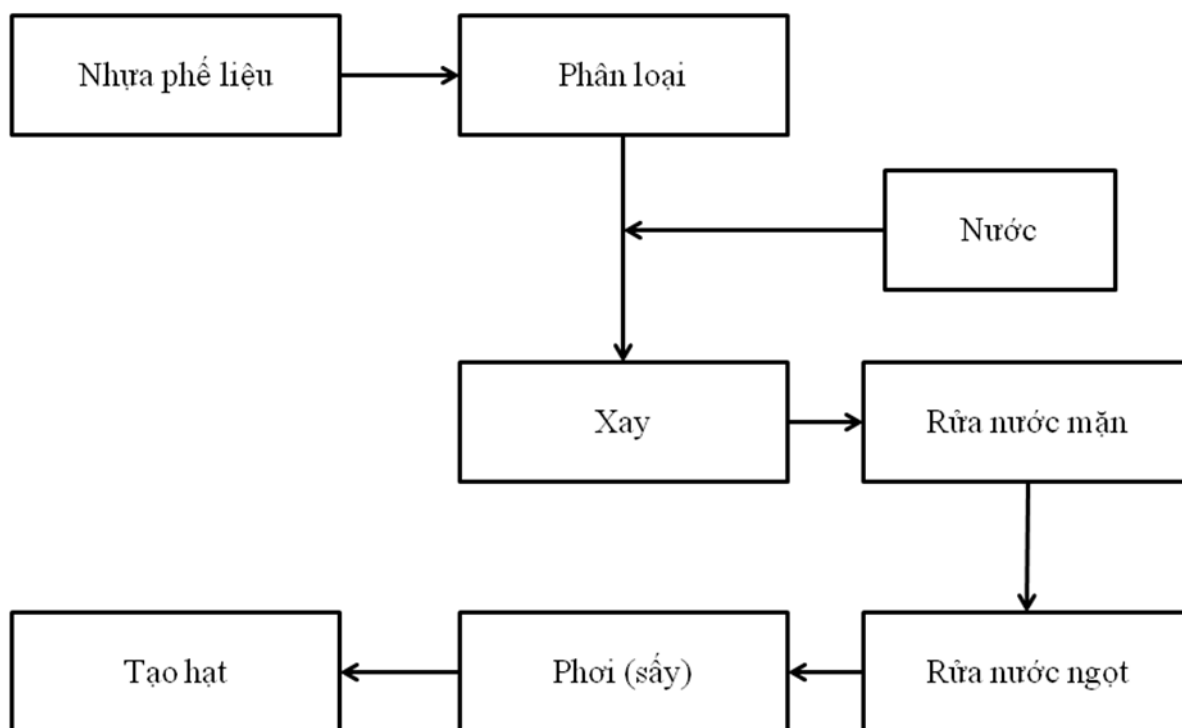 Nhựa phế liệu
Phân loại
Nước
Xay
Rửa nước mặn
Rửa nước ngọt
Phơi (sấy)
Tạo hạt